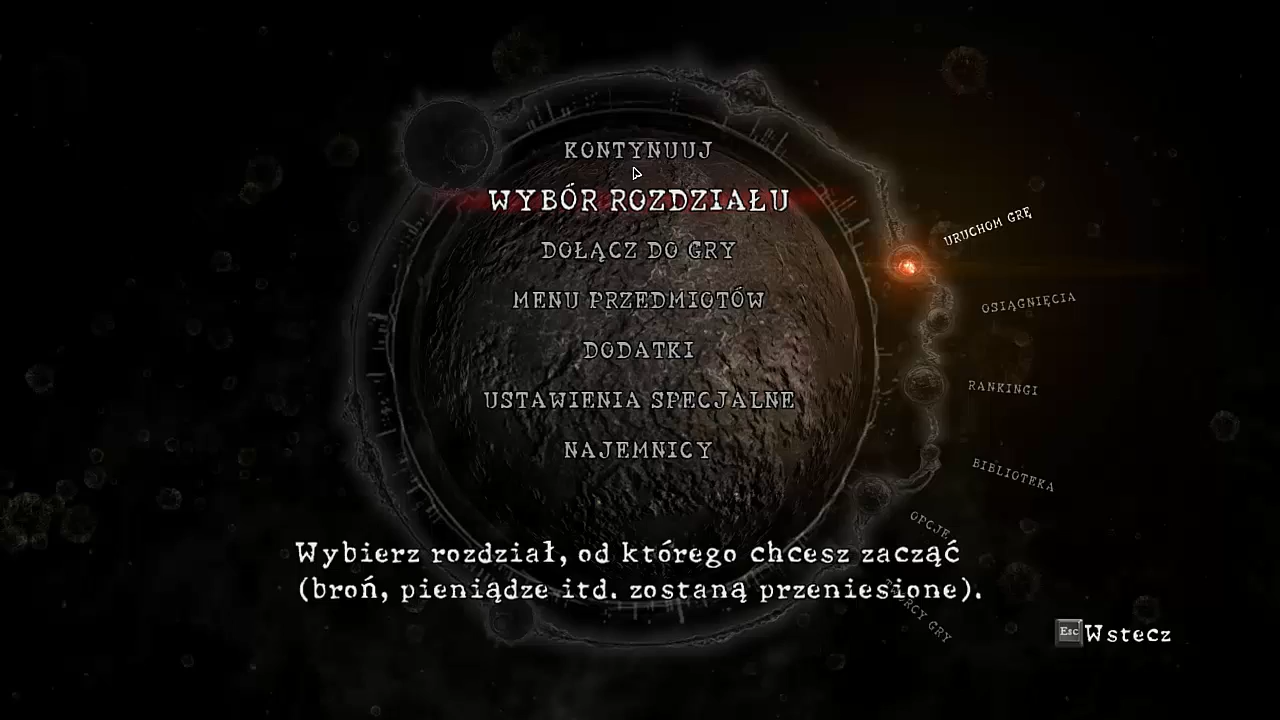 KONTYNUUJ
WYBÓR ROZDZIAŁU
DOŁĄCZ DO GRY
MENU PRZEDMIOTÓW
DODATKI
USTAWIENIA SPECJALNE
NAJEMNICY
URUCHOM GRĘ
OSIĄGNIĘCIA
RANKINGI
BIBLIOTEKA
OPCJE
GRY
Wybierz rozdział, od którego chcesz zacząć
(broń, pieniądze itd. zostaną przeniesione).
Esc Wstecz